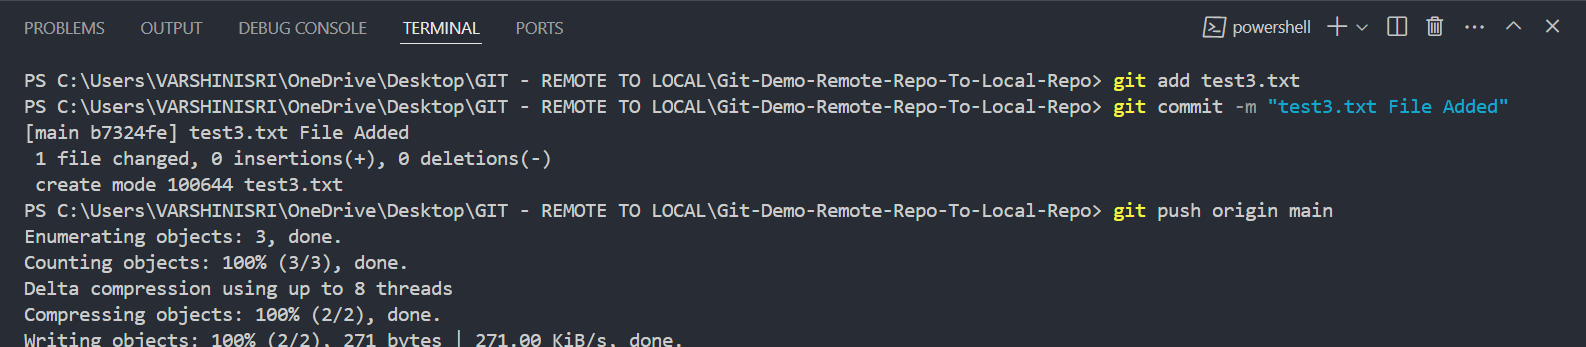 PROBLEMS OUTPUT DEBUG CONSOLE TERMINAL PORTS powershell
PS C:\Users\VARSHINISRI\OneDrive\Desktop\GIT - REMOTE TO LOCAL\Git-Demo-Remote-Repo-To-Local-Repo> git add test3.txt
PS C:\Users\VARSHINISRI\OneDrive\Desktop\GIT - REMOTE TO LOCAL\Git-Demo-Remote-Repo-To-Local-Repo> git commit -m "test3.txt File Added"
[main b7324fe] test3.txt File Added
 1 file changed, 0 insertions(+), 0 deletions(-)
 create mode 100644 test3.txt
PS C:\Users\VARSHINISRI\OneDrive\Desktop\GIT - REMOTE TO LOCAL\Git-Demo-Remote-Repo-To-Local-Repo> git push origin main
Enumerating objects: 3, done.
Counting objects: 100% (3/3), done.
Delta compression using up to 8 threads
Compressing objects: 100% (2/2), done.
Writing objects: 100% (2/2), 271 bytes | 271.00 KiB/s, done.